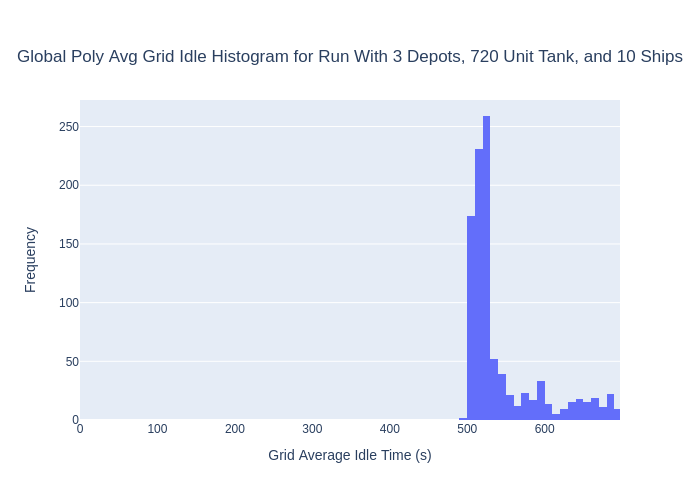 Global Poly Avg Grid Idle Histogram for Run With 3 Depots, 720 Unit Tank, and 10 Ships
250
200
150
100
50
0
0 100 200 300 400 500 600
Frequency
Grid Average Idle Time (s)